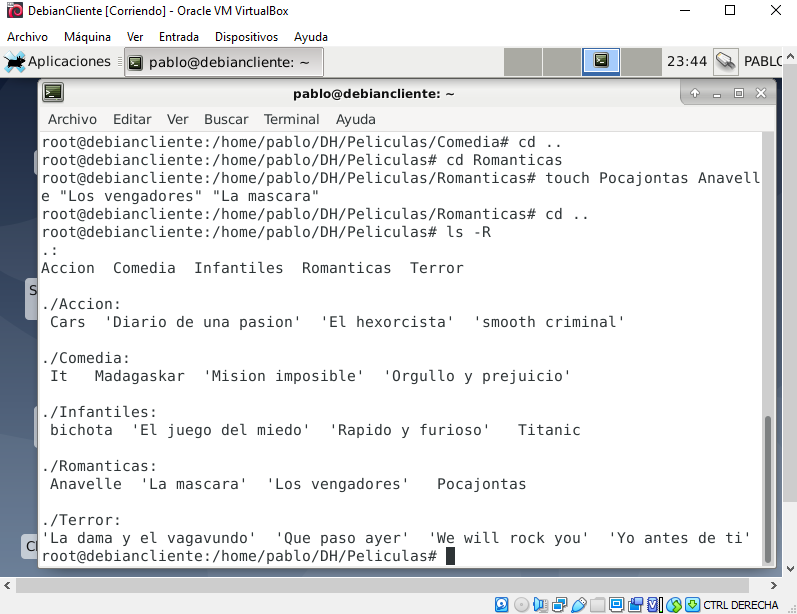 DebianCliente [Corriendo] - Oracle VM VirtualBox
Archivo Máquina Ver Entrada Dispositivos Ayuda
Aplicaciones pablo@debiancliente: ~ 23:44 PABLO
pablo@debiancliente: ~
Archivo Editar Ver Buscar Terminal Ayuda
root@debiancliente:/home/pablo/DH/Peliculas/Comedia# cd ..
root@debiancliente:/home/pablo/DH/Peliculas# cd Romanticas
root@debiancliente:/home/pablo/DH/Peliculas/Romanticas# touch Pocajontas Anavell
e "Los vengadores" "La mascara"
root@debiancliente:/home/pablo/DH/Peliculas/Romanticas# cd ..
root@debiancliente:/home/pablo/DH/Peliculas# ls -R
.:
Accion  Comedia  Infantiles  Romanticas  Terror
./Accion:
 Cars  'Diario de una pasion'  'El hexorcista'  'smooth criminal'
./Comedia:
 It   Madagaskar  'Mision imposible'  'Orgullo y prejuicio'
./Infantiles:
 bichota  'El juego del miedo'  'Rapido y furioso'   Titanic
./Romanticas:
 Anavelle  'La mascara'  'Los vengadores'   Pocajontas
./Terror:
'La dama y el vagavundo'  'Que paso ayer'  'We will rock you'  'Yo antes de ti'
root@debiancliente:/home/pablo/DH/Peliculas#
CTRL DERECHA